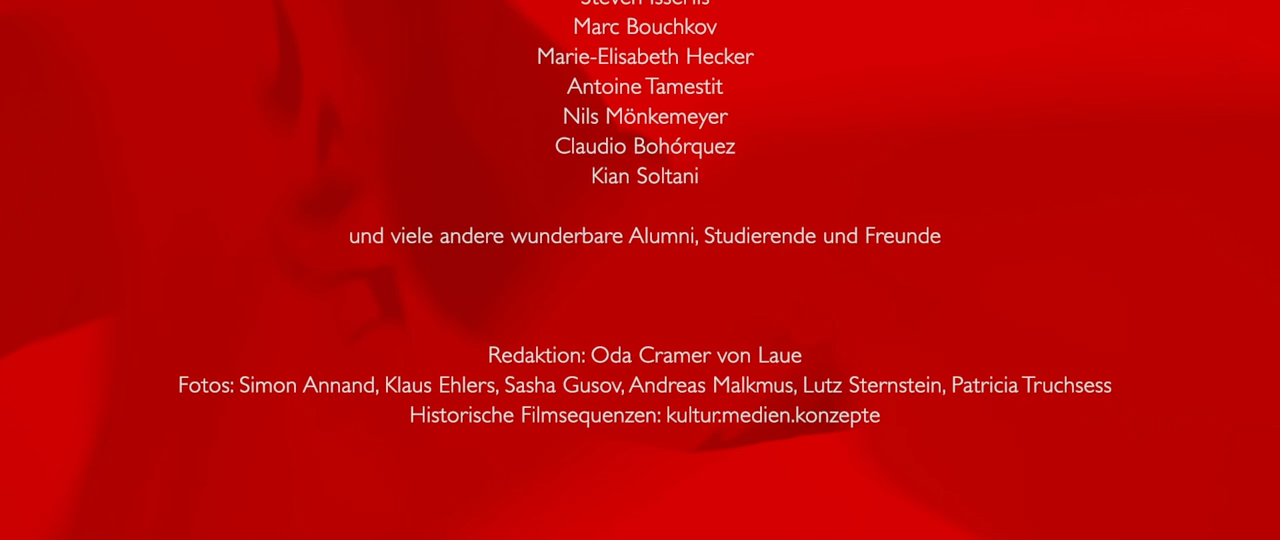 Steven Isserlis
Marc Bouchkov
Marie-Elisabeth Hecker
Antoine Tamestit
Nils Mönkemeyer
Claudio Bohórquez
Kian Soltani
und viele andere wunderbare Alumni, Studierende und Freunde
Redaktion: Oda Cramer von Laue
Fotos: Simon Annand, Klaus Ehlers, Sasha Gusov, Andreas Malkmus, Lutz Sternstein, Patricia Truchsess
Historische Filmsequenzen: kultur.medien.konzepte